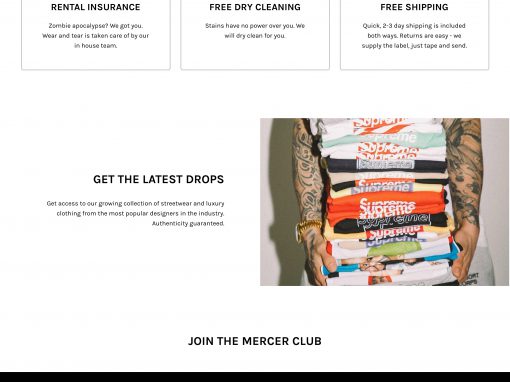 RENTAL INSURANCE
Zombie apocalypse? We got you.
Wear and tear is taken care of by our
in house team.
FREE DRY CLEANING
Stains have no power over you. We
will dry clean for you.
FREE SHIPPING
Quick, 2-3 day shipping is included
both ways. Returns are easy - we
supply the label, just tape and send.
GET THE LATEST DROPS
Get access to our growing collection of streetwear and luxury
clothing from the most popular designers in the industry.
Authenticity guaranteed.
Supreme
Supreme
Supreme
Supreme
Supreme
Supreme
JOIN THE MERCER CLUB